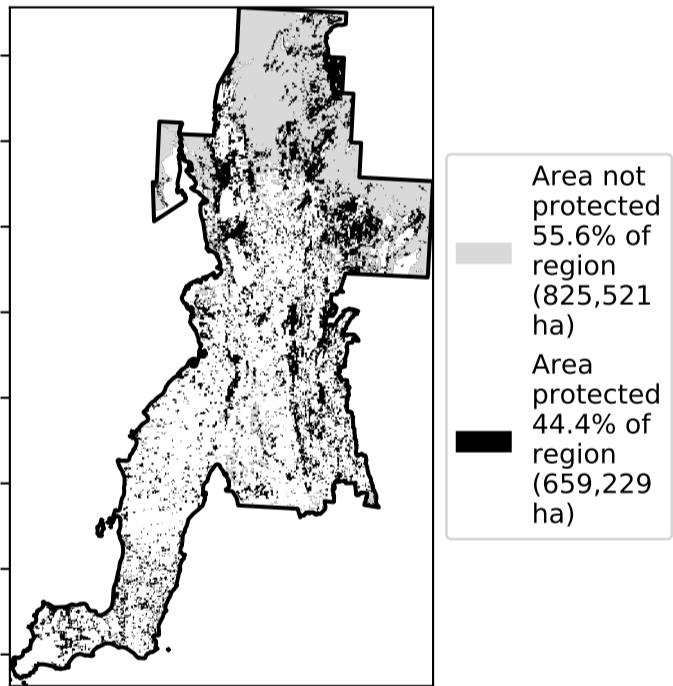 Area not
protected
55.6% of
region
(825,521
ha)
Area
protected
44.4% of
region
(659,229
ha)